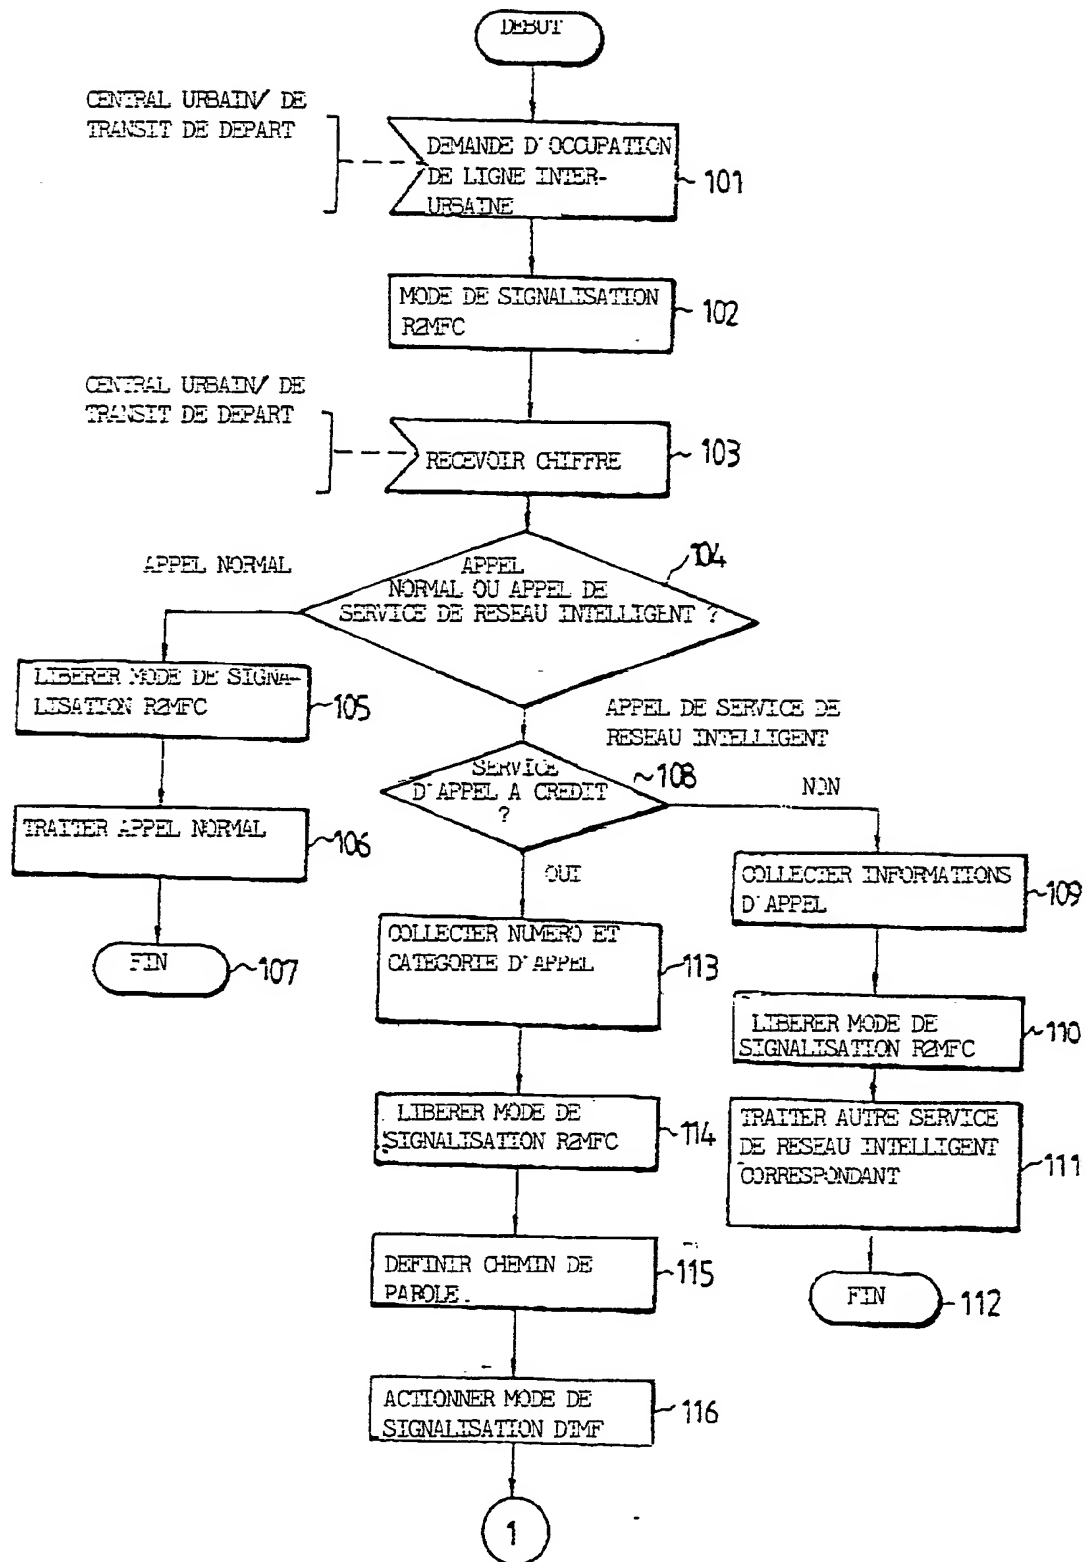 DEBUT
CENTRAL URBAIN/ DE
TRANSIT DE DEPART
DEMANDE D'OCCUPATION
DE LIGNE INTER-
URBAINE
101
MODE DE SIGNALISATION
R2MFC
102
CENTRAL URBAIN/ DE
TRANSIT DE DEPART
RECEVOIR CHIFFRE
103
104
APPEL NORMAL
APPEL
NORMAL OU APPEL DE
SERVICE DE RESEAU INTELLIGENT ?
LIBERER MODE DE SIGNA-
LISATION R2MFC
105
APPEL DE SERVICE DE
RESEAU INTELLIGENT
SERVICE
D'APPEL A CREDIT
?
108
NON
TRAITER APPEL NORMAL
106
OUI
COLLECTER INFORMATIONS
D'APPEL
109
FIN
107
COLLECTER NUMERO ET
CATEGORIE D'APPEL
113
LIBERER MODE DE
SIGNALISATION R2MFC
110
LIBERER MODE DE
SIGNALISATION R2MFC
114
TRAITER AUTRE SERVICE
DE RESEAU INTELLIGENT
CORRESPONDANT
111
DEFINIR CHEMIN DE
PAROLE.
115
FIN
112
ACTIONNER MODE DE
SIGNALISATION DTMF
116
1